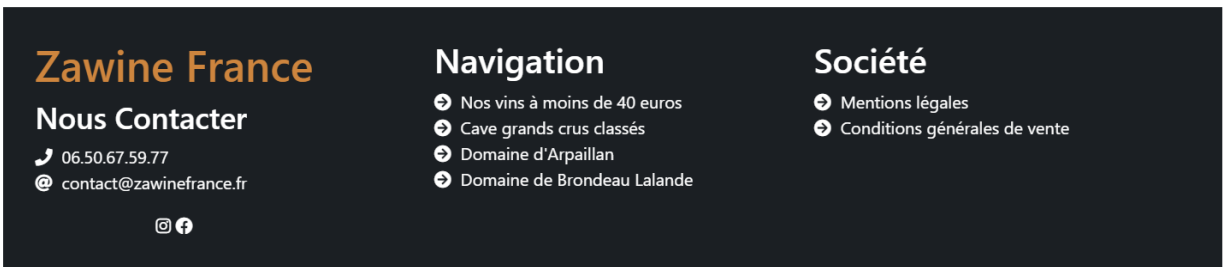 Zawine France
Nous Contacter
06.50.67.59.77
contact@zawinefrance.fr
Navigation
Nos vins à moins de 40 euros
Cave grands crus classés
Domaine d'Arpaillan
Domaine de Brondeau Lalande
Société
Mentions légales
Conditions générales de vente